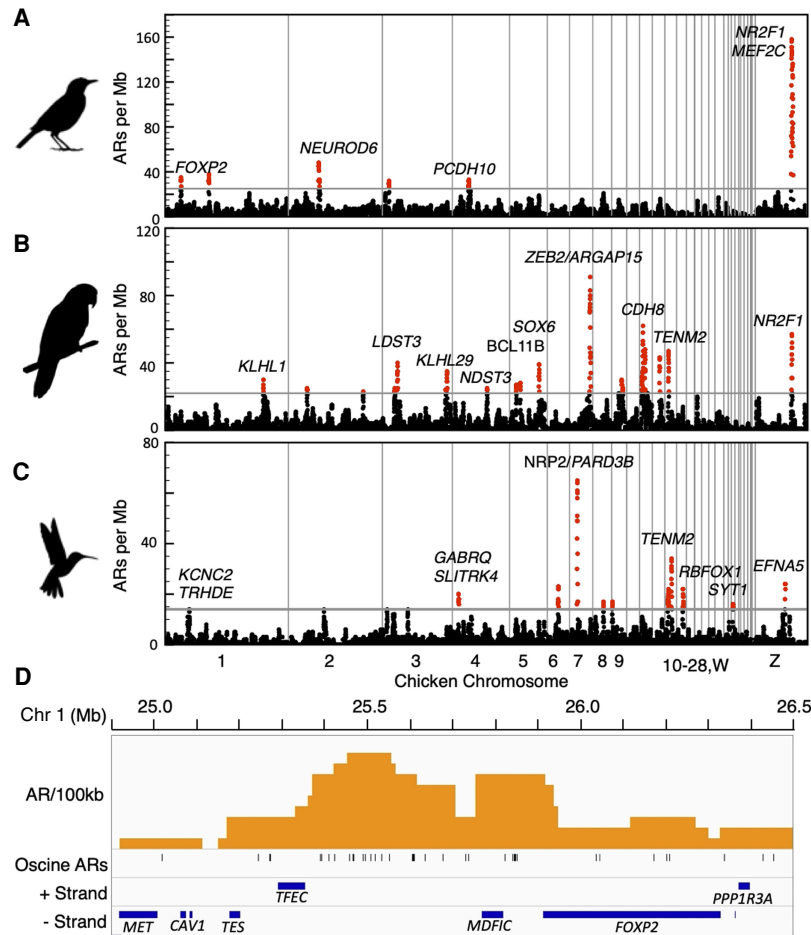 A
ARs per Mb
160
120
80
40
0
FOXP2
NEUROD6
PCDH10
NR2F1
MEF2C
B
ARs per Mb
120
80
40
0
KLHL1
LDST3
KLHL29
NDST3
BCL11B
SOX6
ZEB2/ARGAP15
CDH8
TENM2
NR2F1
C
ARs per Mb
80
40
0
KCNC2
TRHDE
GABRQ
SLITRK4
NRP2/PARD3B
TENM2
RBFOX1
SYT1
EFNA5
1 2 3 4 5 6 7 8 9 10-28,W Z
Chicken Chromosome
D
Chr 1 (Mb) 25.0 25.5 26.0 26.5
AR/100kb
Oscine ARs
+ Strand
TFEC PPP1R3A
- Strand
MET CAV1 TES MDFIC FOXP2